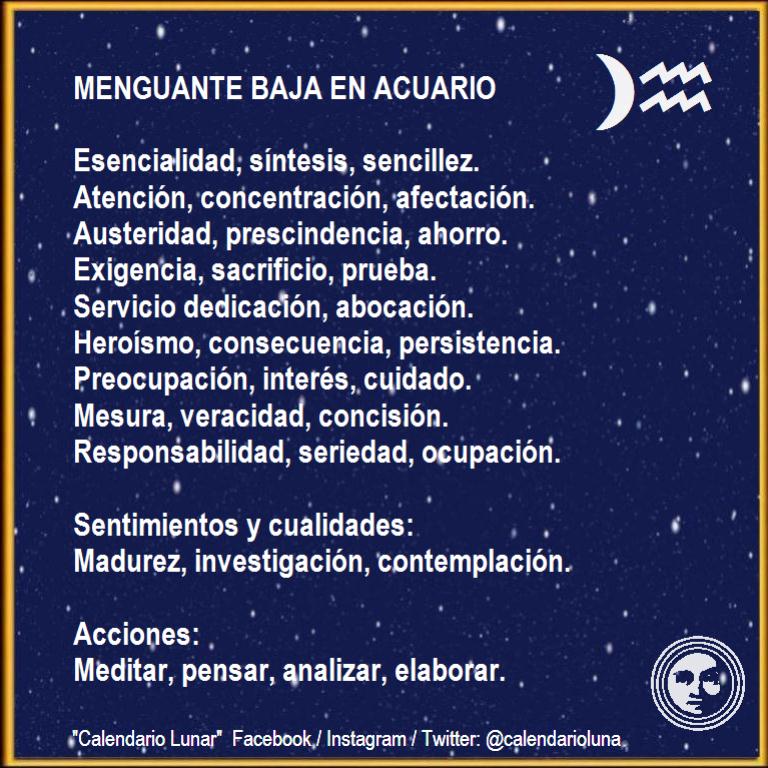 MENGUANTE BAJA EN ACUARIO
Esencialidad, síntesis, sencillez.
Atención, concentración, afectación.
Austeridad, prescindencia, ahorro.
Exigencia, sacrificio, prueba.
Servicio dedicación, abocación.
Heroísmo, consecuencia, persistencia.
Preocupación, interés, cuidado.
Mesura, veracidad, concisión.
Responsabilidad, seriedad, ocupación.
Sentimientos y cualidades:
Madurez, investigación, contemplación.
Acciones:
Meditar, pensar, analizar, elaborar.
"Calendario Lunar" Facebook / Instagram / Twitter: @calendarioluna